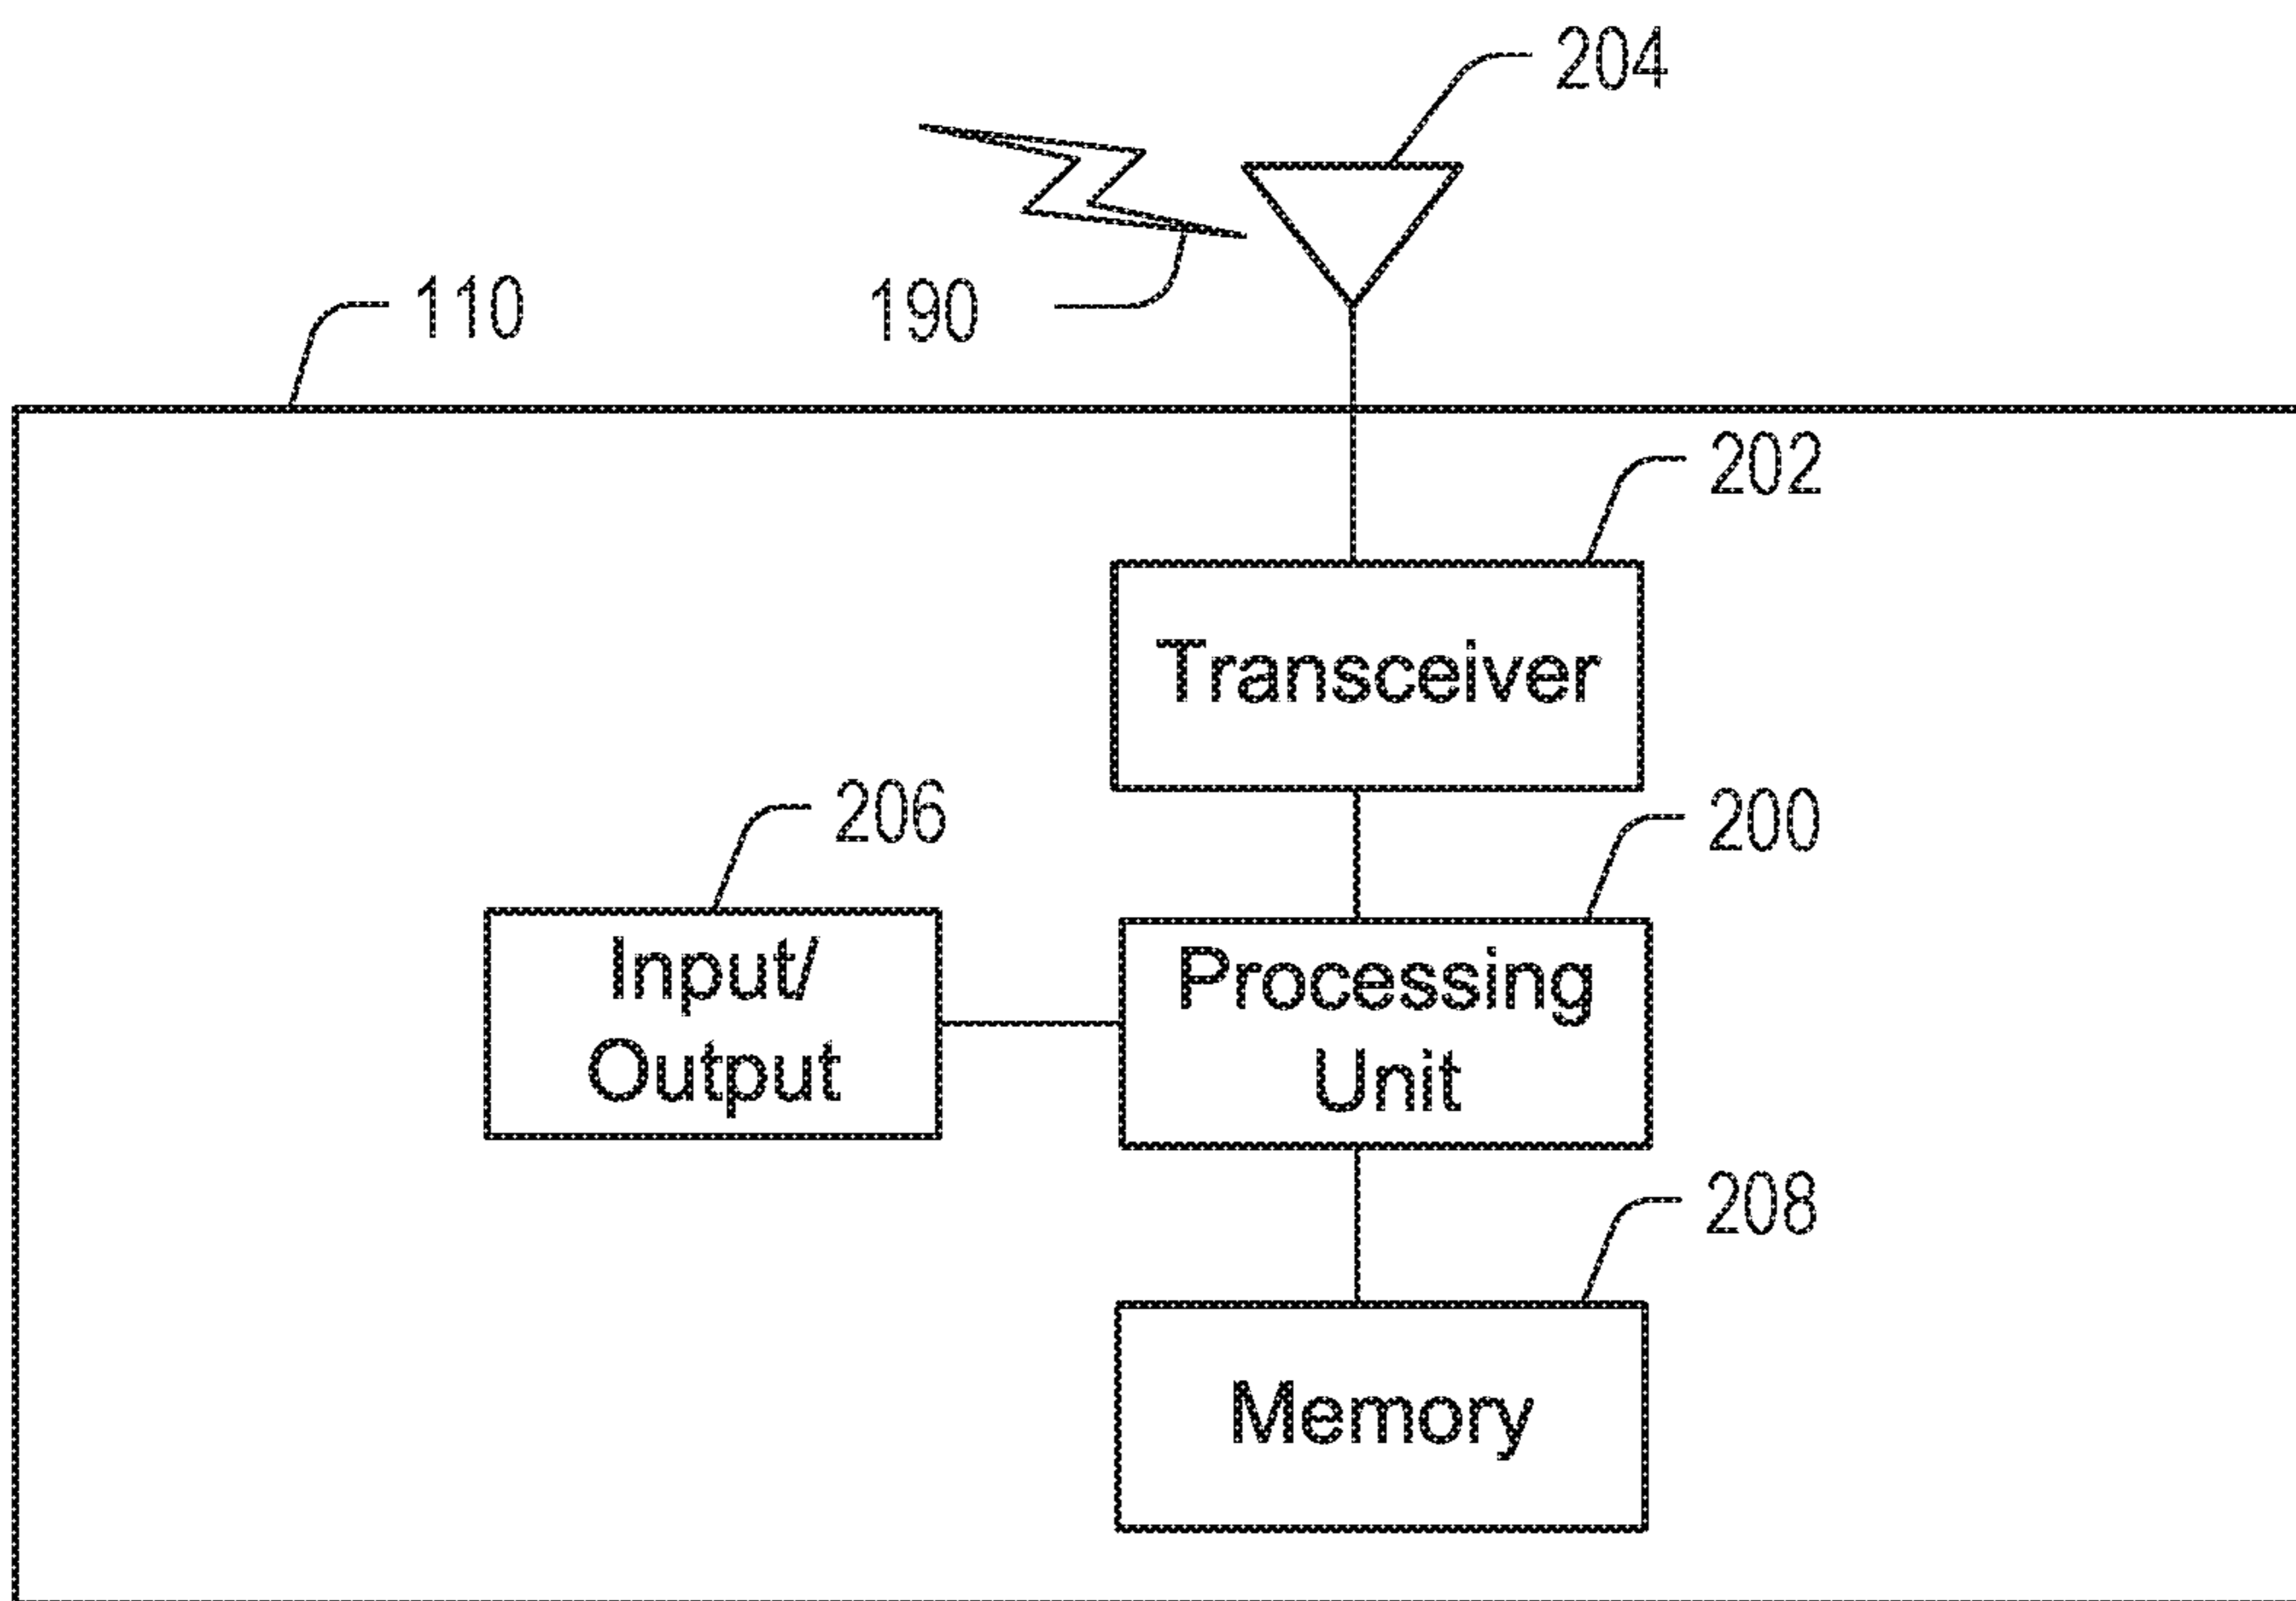 204
190
110
202
Transceiver
206
200
Input/
Output
Processing
Unit
208
Memory